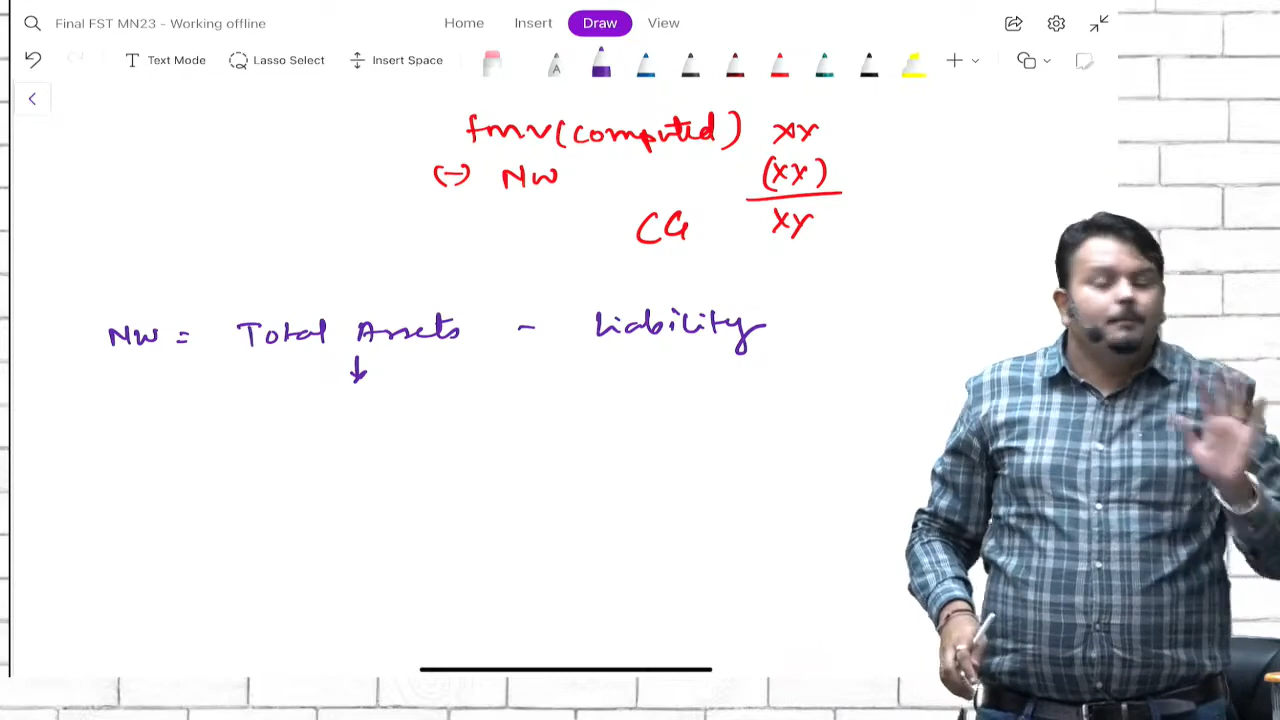 Final FST MN23 - Working offline Home Insert Draw View
T Text Mode Lasso Select Insert Space A
fmv (computed) xx
(-) NW (xx)
CG xx
NW = Total Assets - Liability